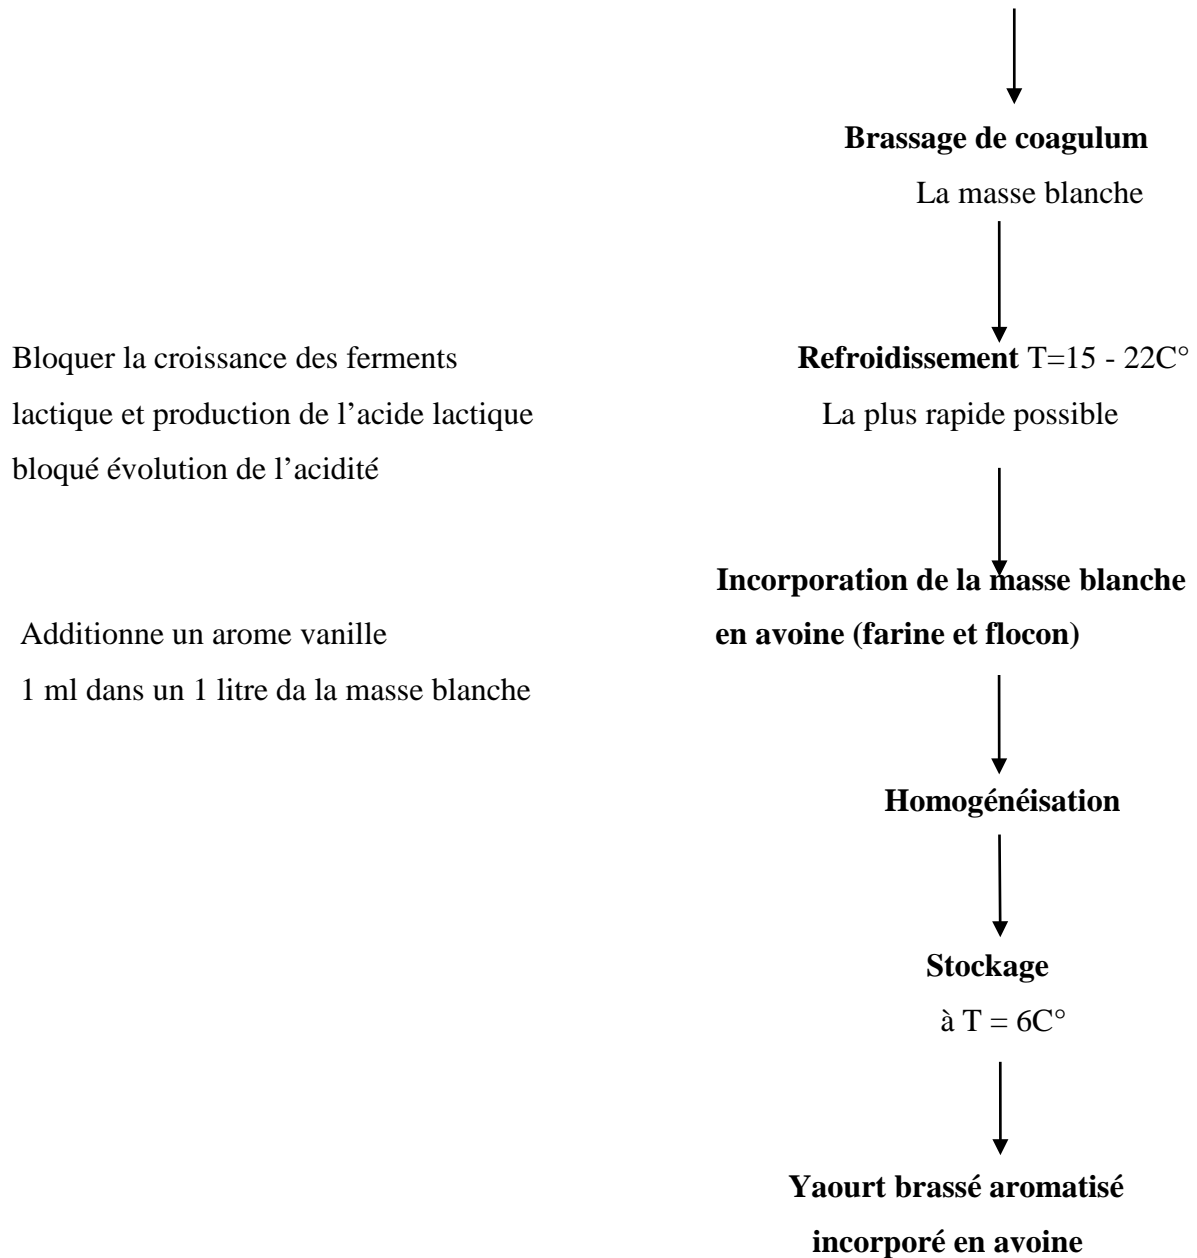 Brassage de coagulum
La masse blanche
Bloquer la croissance des ferments
lactique et production de l’acide lactique
bloqué évolution de l’acidité
Refroidissement T=15 - 22C°
La plus rapide possible
Additionne un arome vanille
1 ml dans un 1 litre da la masse blanche
Incorporation de la masse blanche
en avoine (farine et flocon)
Homogénéisation
Stockage
à T = 6C°
Yaourt brassé aromatisé
incorporé en avoine